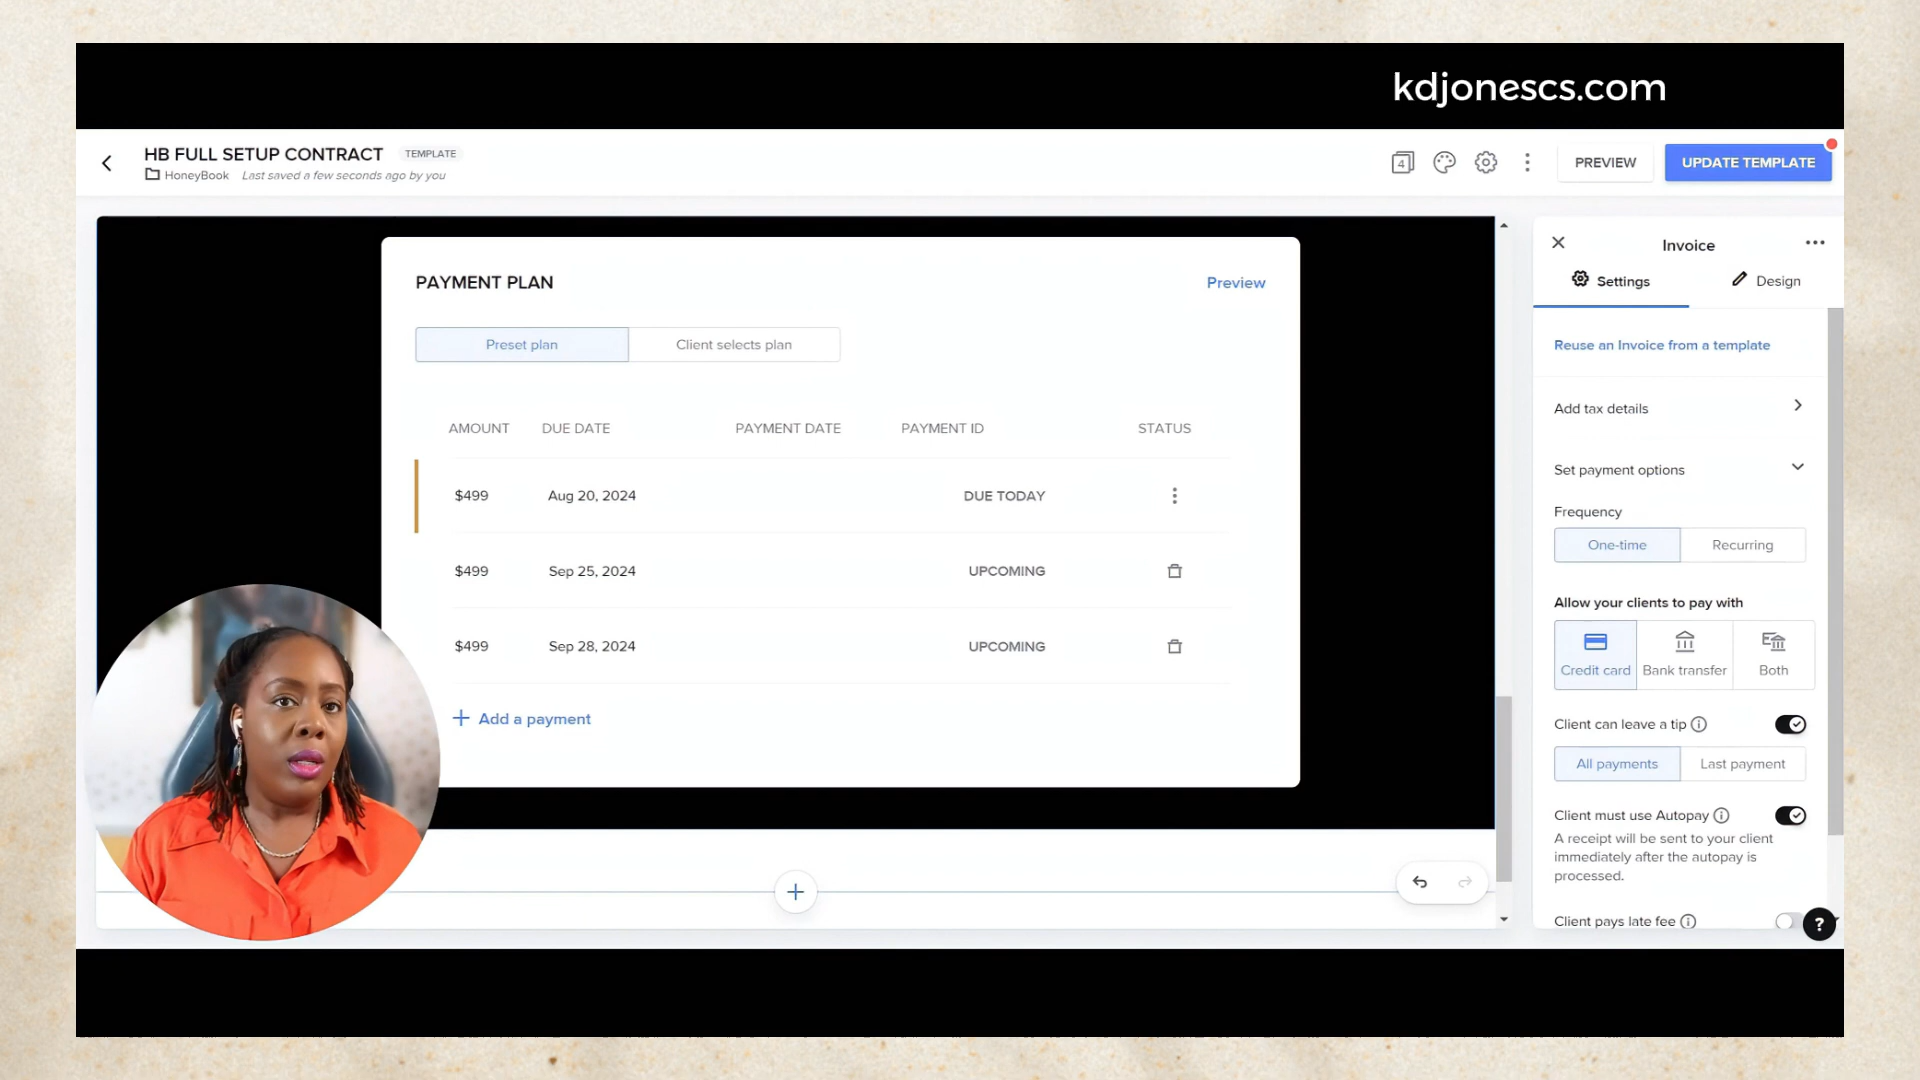 kdjonescs.com
HB FULL SETUP CONTRACT TEMPLATE
HoneyBook Last saved a few seconds ago by you
4
PREVIEW
UPDATE TEMPLATE
PAYMENT PLAN
Preview
Preset plan
Client selects plan
AMOUNT DUE DATE PAYMENT DATE PAYMENT ID STATUS
$499 Aug 20, 2024 DUE TODAY
$499 Sep 25, 2024 UPCOMING
$499 Sep 28, 2024 UPCOMING
+ Add a payment
Invoice
Settings
Design
Reuse an Invoice from a template
Add tax details
Set payment options
Frequency
One-time
Recurring
Allow your clients to pay with
Credit card
Bank transfer
Both
Client can leave a tip
All payments
Last payment
Client must use Autopay
A receipt will be sent to your client
immediately after the autopay is
processed.
Client pays late fee
?